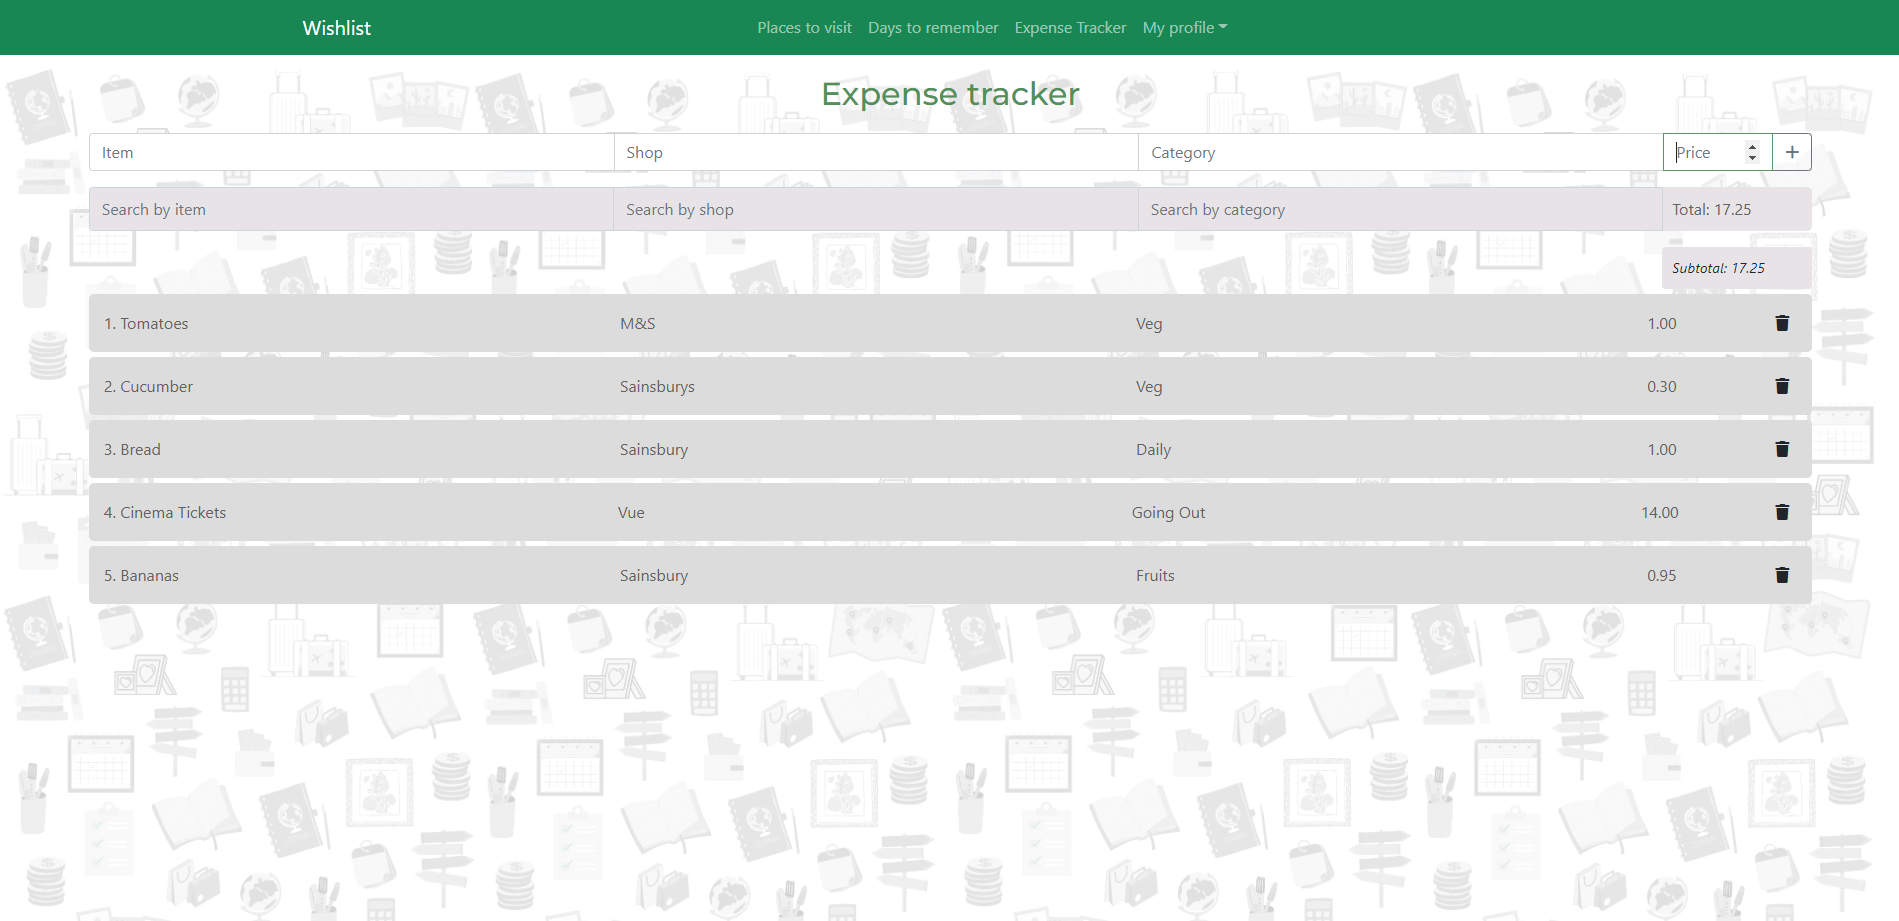 Wishlist Places to visit Days to remember Expense Tracker My profile
Expense tracker
Item Shop Category Price +
Search by item Search by shop Search by category Total: 17.25
Subtotal: 17.25
1. Tomatoes M&S Veg 1.00
2. Cucumber Sainsburys Veg 0.30
3. Bread Sainsbury Daily 1.00
4. Cinema Tickets Vue Going Out 14.00
5. Bananas Sainsbury Fruits 0.95